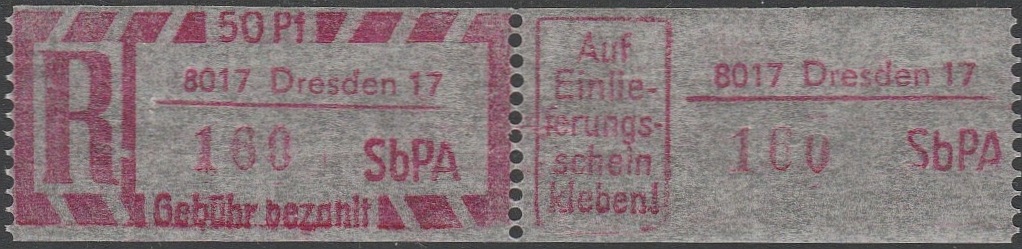 50 Pf
R
8017 Dresden 17
160 SbPA
Gebühr bezahlt
Auf
Einlie-
ferungs-
schein
kleben!
8017 Dresden 17
160 SbPA